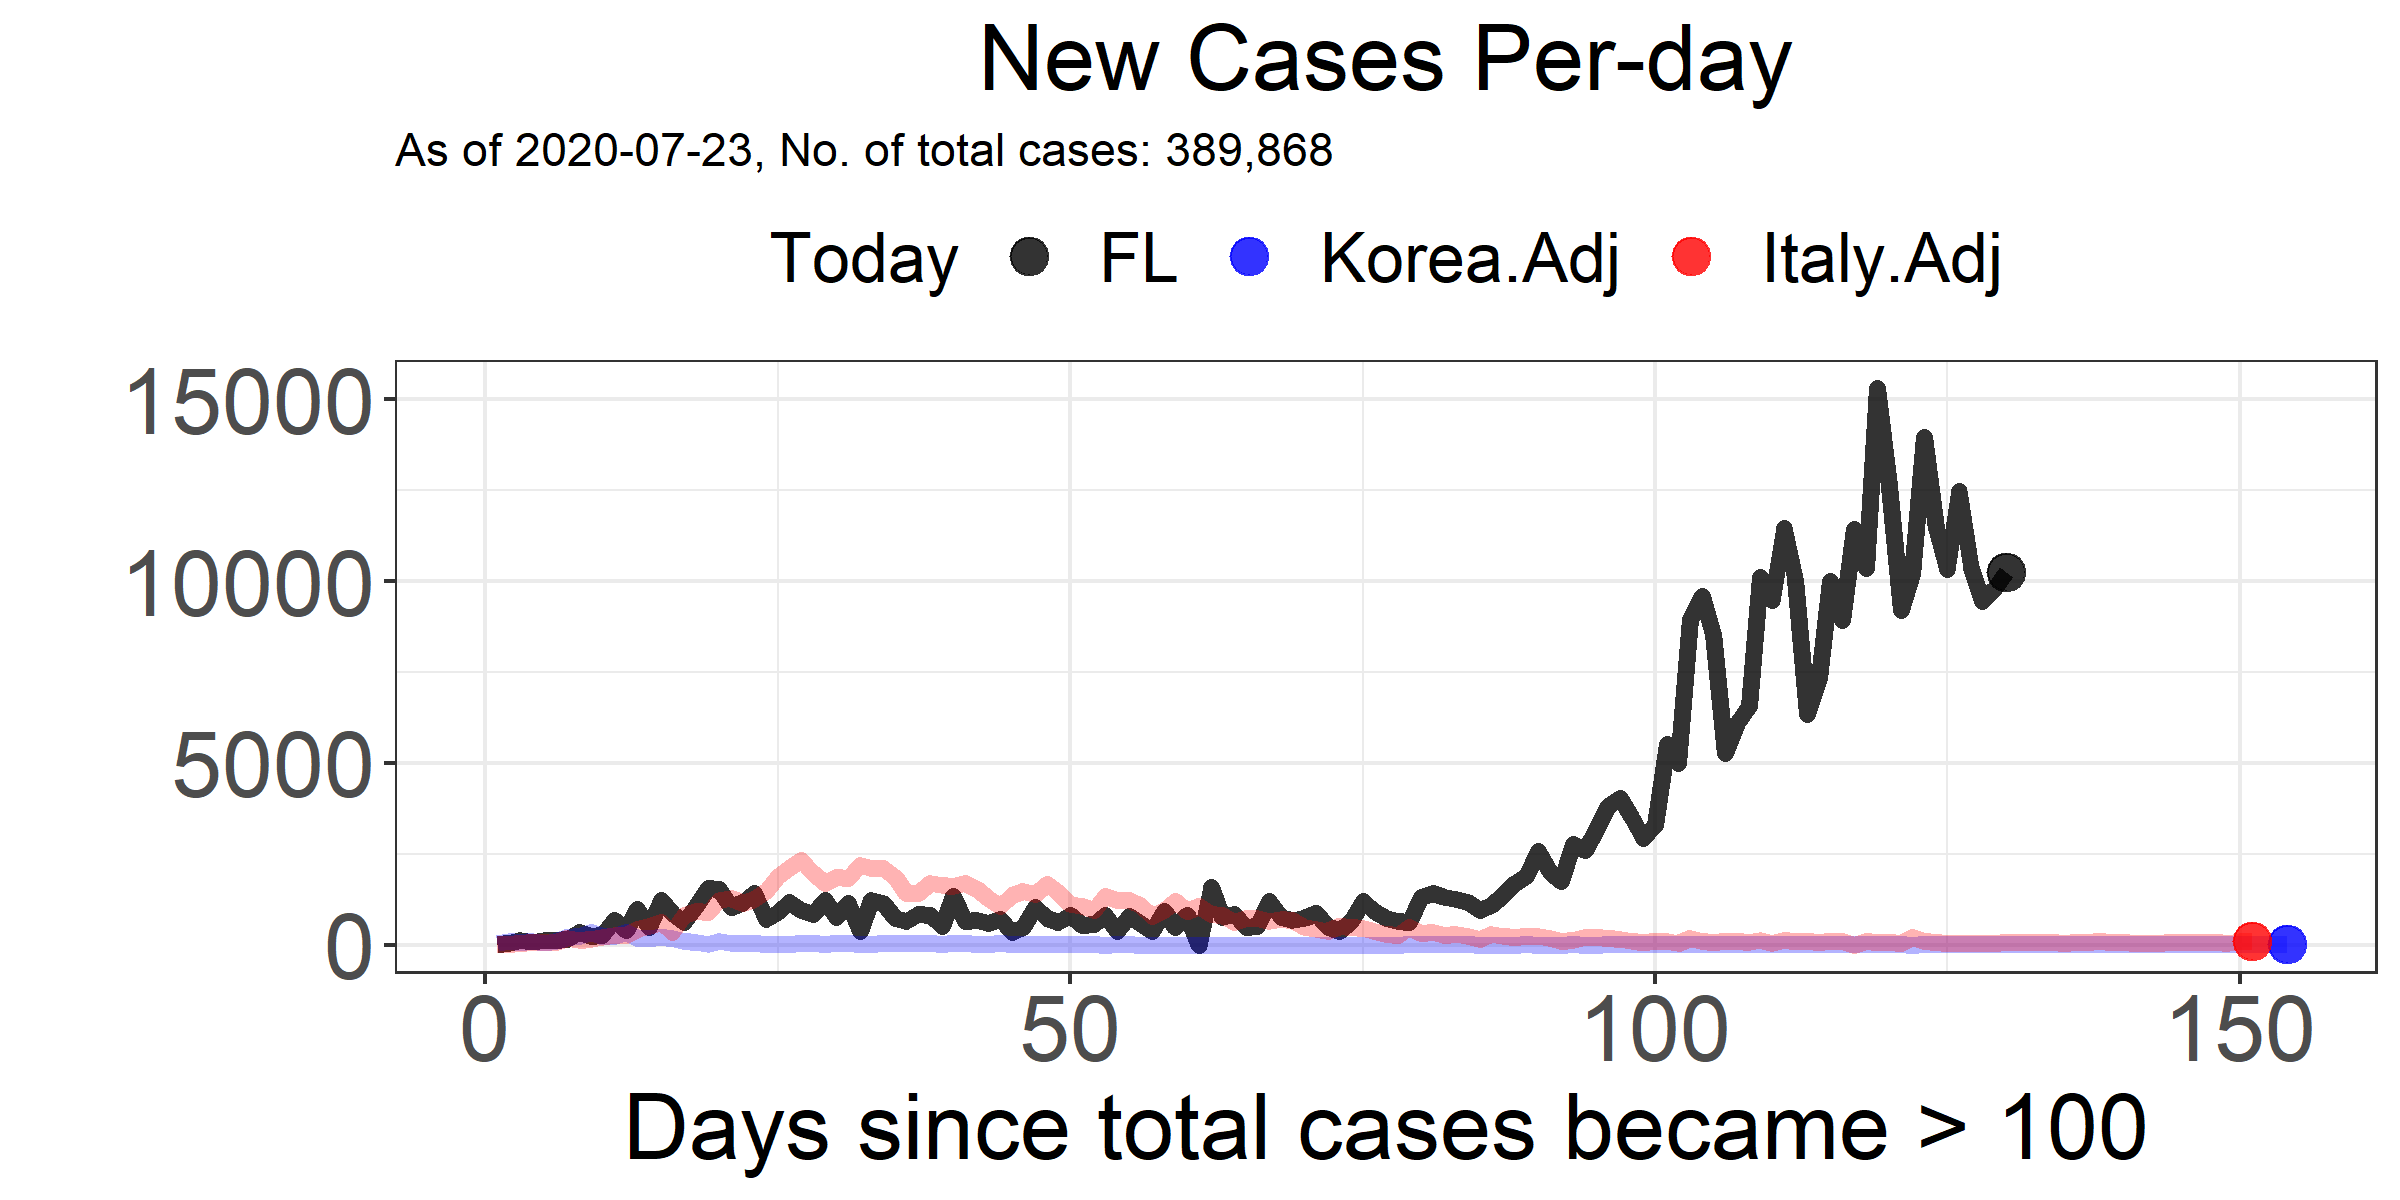 New Cases Per-day
As of 2020-07-23, No. of total cases: 389,868
Today FL Korea.Adj Italy.Adj
15000
10000
5000
0
0 50 100 150
Days since total cases became > 100